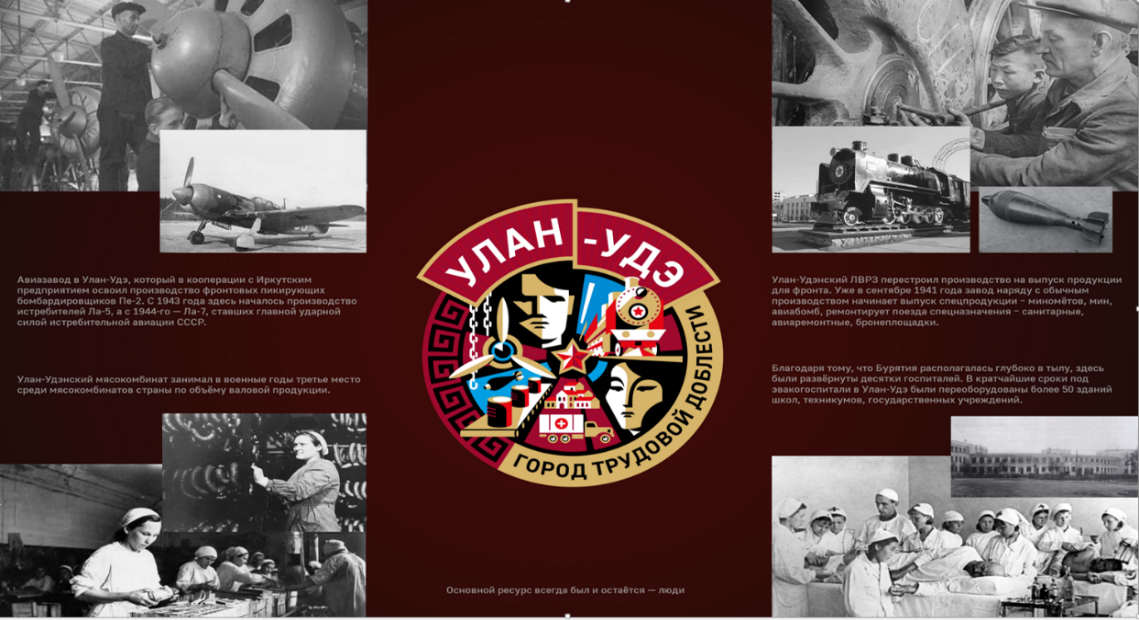 Авиазавод в Улан-Удэ, который в кооперации с Иркутским
предприятием освоил производство фронтовых пикирующих
бомбардировщиков Пе-2. С 1943 года здесь началось производство
истребителей Ла-5, а с 1944-го — Ла-7, ставших главной ударной
силой истребительной авиации СССР.
Улан-Удэнский мясокомбинат занимал в военные годы третье место
среди мясокомбинатов страны по объёму валовой продукции.
УЛАН-УДЭ
ГОРОД ТРУДОВОЙ ДОБЛЕСТИ
Основной ресурс всегда был и остаётся — люди
Улан-Удэнский ЛВРЗ перестроил производство на выпуск продукции
для фронта. Уже в сентябре 1941 года завод наряду с обычным
производством начинает выпуск спецпродукции – миномётов, мин,
авиабомб, ремонтирует поезда спецназначения – санитарные,
авиаремонтные, бронеплощадки.
Благодаря тому, что Бурятия располагалась глубоко в тылу, здесь
были развёрнуты десятки госпиталей. В кратчайшие сроки под
эвакогоспитали в Улан-Удэ были переоборудованы более 50 зданий
школ, техникумов, государственных учреждений.